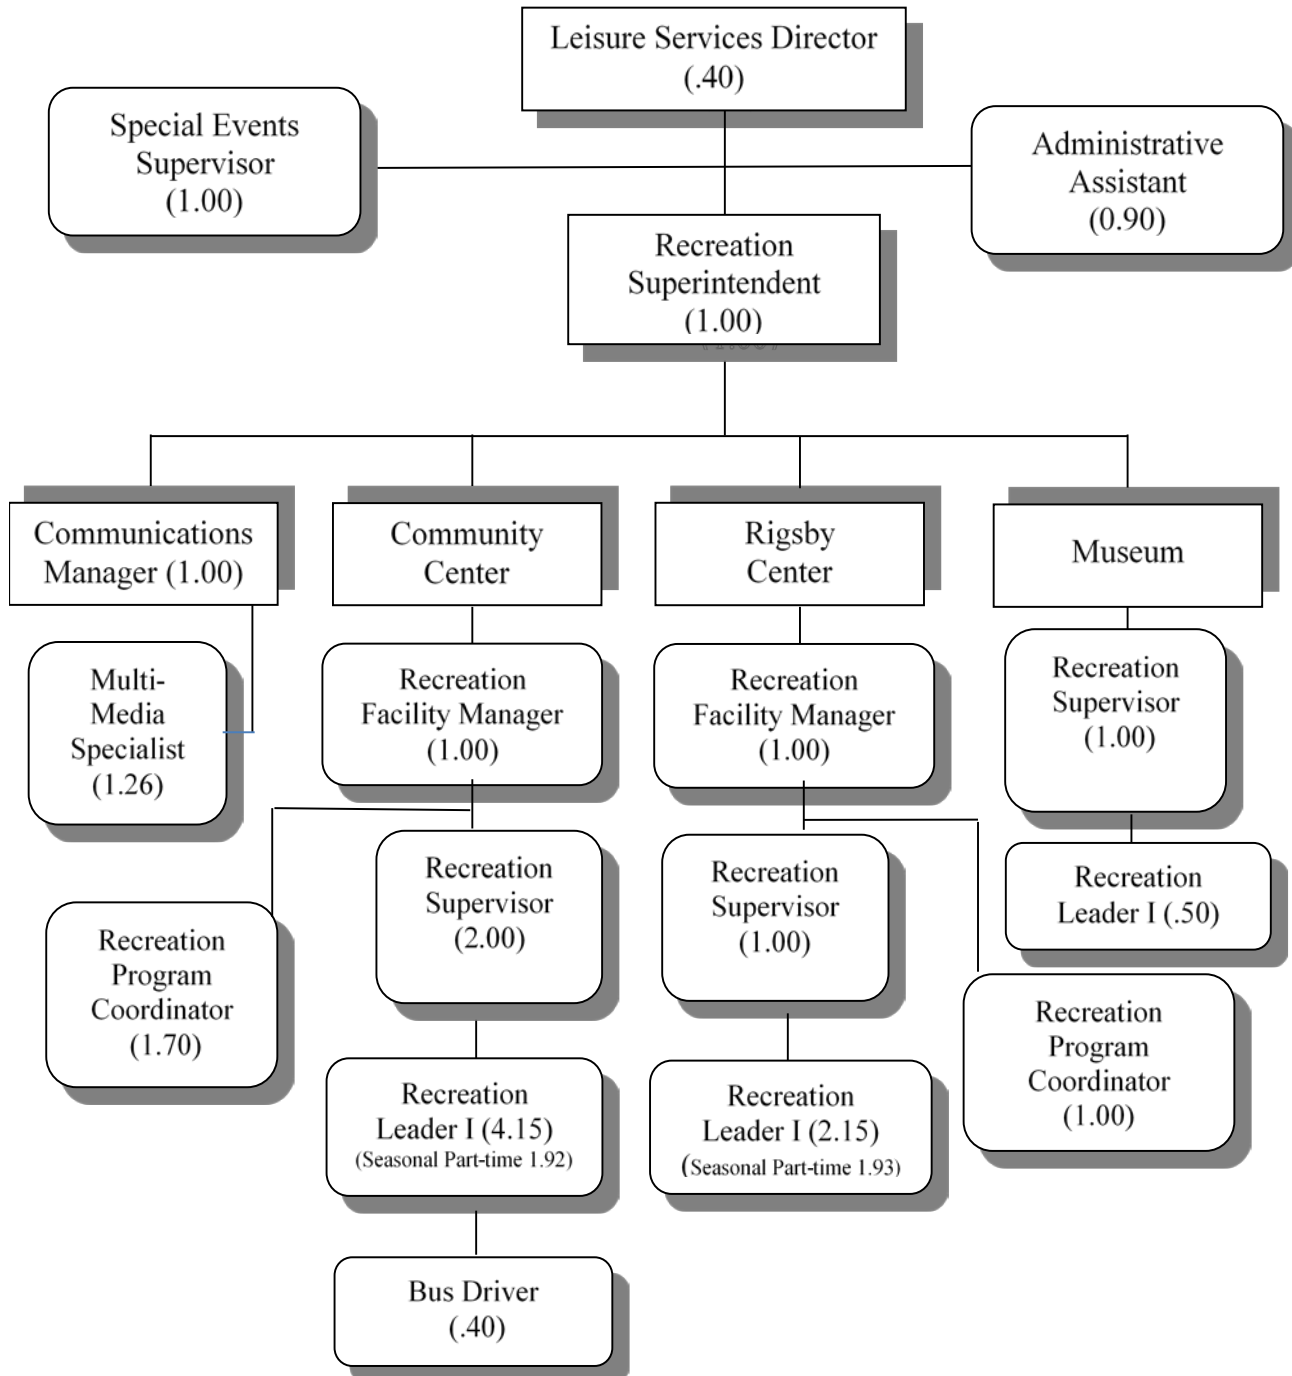 Leisure Services Director
(.40)
Special Events
Supervisor
(1.00)
Administrative
Assistant
(0.90)
Recreation
Superintendent
(1.00)
Communications
Manager (1.00)
Community
Center
Rigsby
Center
Museum
Multi-
Media
Specialist
(1.26)
Recreation
Facility Manager
(1.00)
Recreation
Facility Manager
(1.00)
Recreation
Supervisor
(1.00)
Recreation
Program
Coordinator
(1.70)
Recreation
Supervisor
(2.00)
Recreation
Supervisor
(1.00)
Recreation
Leader I (.50)
Recreation
Program
Coordinator
(1.00)
Recreation
Leader I (4.15)
(Seasonal Part-time 1.92)
Recreation
Leader I (2.15)
(Seasonal Part-time 1.93)
Bus Driver
(.40)